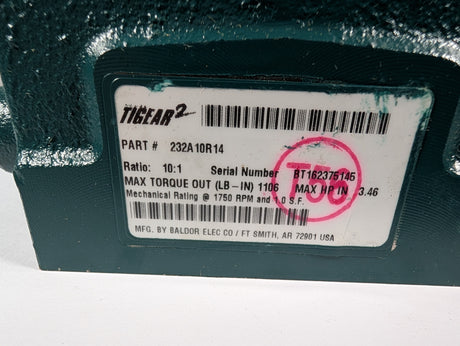 TIGEAR2
PART # 232A10R14
Ratio: 10:1 Serial Number BT162375145
MAX TORQUE OUT (LB-IN) 1106 MAX HP IN 3.46
Mechanical Rating @ 1750 RPM and 1.0 S.F.
T56
MFG. BY BALDOR ELEC CO / FT SMITH, AR 72901 USA